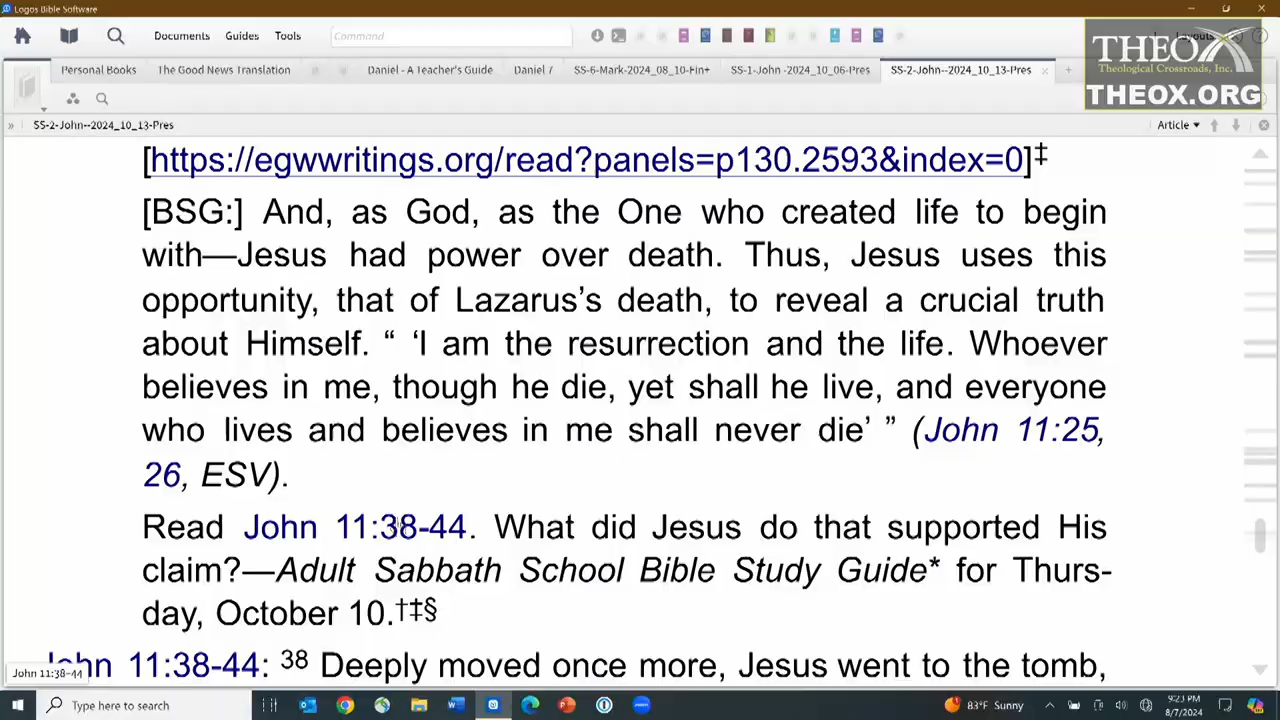 Logos Bible Software
Documents Guides Tools Command Layouts
THEOX
Theological Crossroads, Inc.
THEOX.ORG
Personal Books The Good News Translation Daniel 7 SS-6-Mark-2024_08_10-Fin+ SS-1-John -2024_10_06-Pres SS-2-John--2024_10_13-Pres
SS-2-John--2024_10_13-Pres Article
[https://egwwritings.org/read?panels=p130.2593&index=0]‡
[BSG:] And, as God, as the One who created life to begin
with—Jesus had power over death. Thus, Jesus uses this
opportunity, that of Lazarus’s death, to reveal a crucial truth
about Himself. “ ‘I am the resurrection and the life. Whoever
believes in me, though he die, yet shall he live, and everyone
who lives and believes in me shall never die’ ” (John 11:25,
26, ESV).
Read John 11:38-44. What did Jesus do that supported His
claim?—Adult Sabbath School Bible Study Guide* for Thurs-
day, October 10.†‡§
John 11:38-44: 38 Deeply moved once more, Jesus went to the tomb,
John 11:38-44
Type here to search
83°F Sunny
9:23 PM
8/7/2024